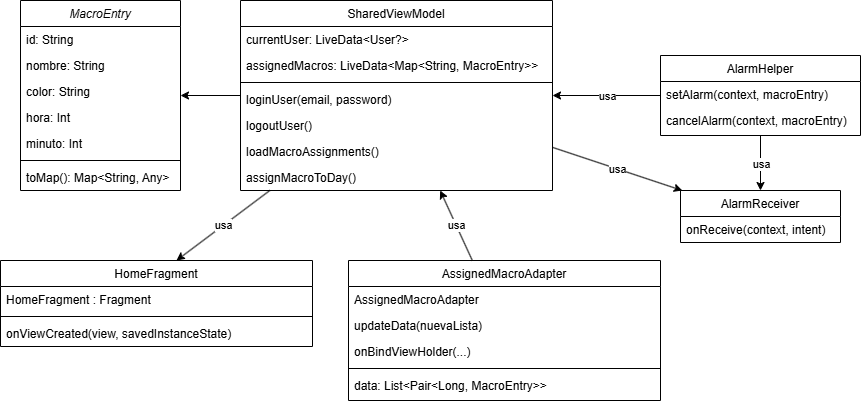 MacroEntry
id: String
nombre: String
color: String
hora: Int
minuto: Int
toMap(): Map<String, Any>
SharedViewModel
currentUser: LiveData<User?>
assignedMacros: LiveData<Map<String, MacroEntry>>
loginUser(email, password)
logoutUser()
loadMacroAssignments()
assignMacroToDay()
usa
AlarmHelper
setAlarm(context, macroEntry)
cancelAlarm(context, macroEntry)
usa
usa
AlarmReceiver
onReceive(context, intent)
usa
usa
HomeFragment
HomeFragment : Fragment
onViewCreated(view, savedInstanceState)
AssignedMacroAdapter
AssignedMacroAdapter
updateData(nuevaLista)
onBindViewHolder(...)
data: List<Pair<Long, MacroEntry>>